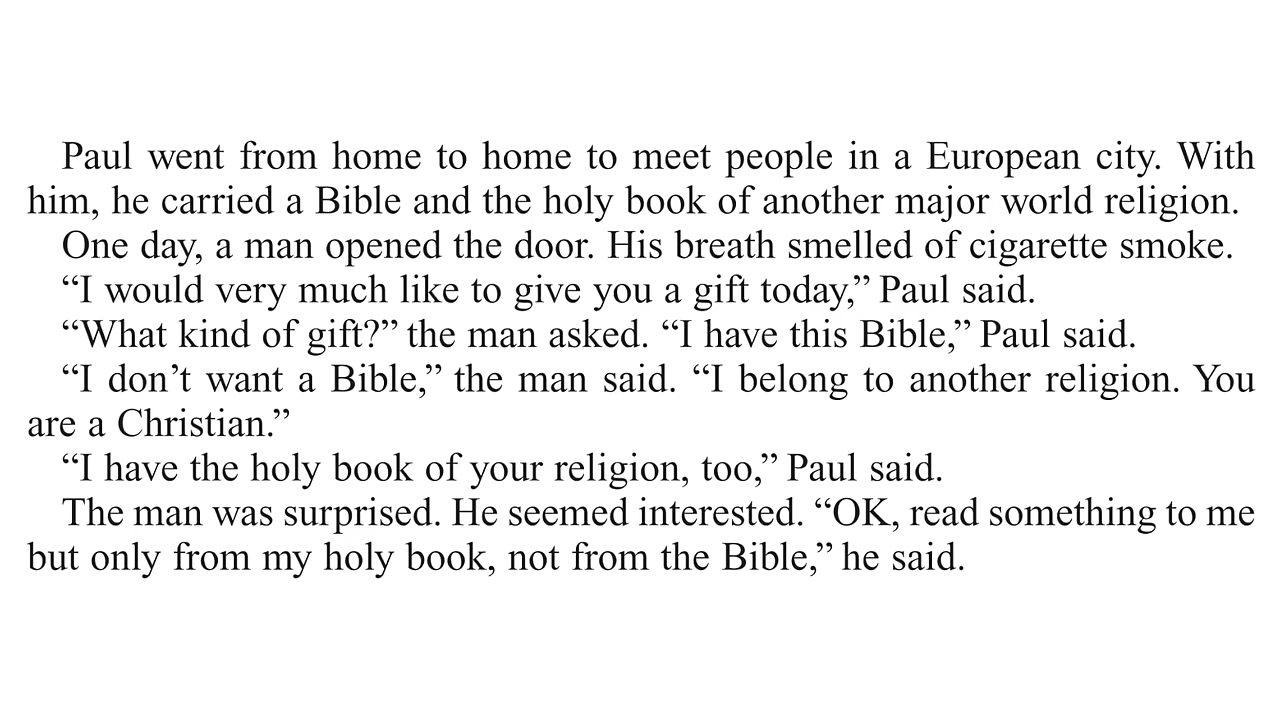 Paul went from home to home to meet people in a European city. With
him, he carried a Bible and the holy book of another major world religion.
One day, a man opened the door. His breath smelled of cigarette smoke.
“I would very much like to give you a gift today,” Paul said.
“What kind of gift?” the man asked. “I have this Bible,” Paul said.
“I don’t want a Bible,” the man said. “I belong to another religion. You
are a Christian.”
“I have the holy book of your religion, too,” Paul said.
The man was surprised. He seemed interested. “OK, read something to me
but only from my holy book, not from the Bible,” he said.